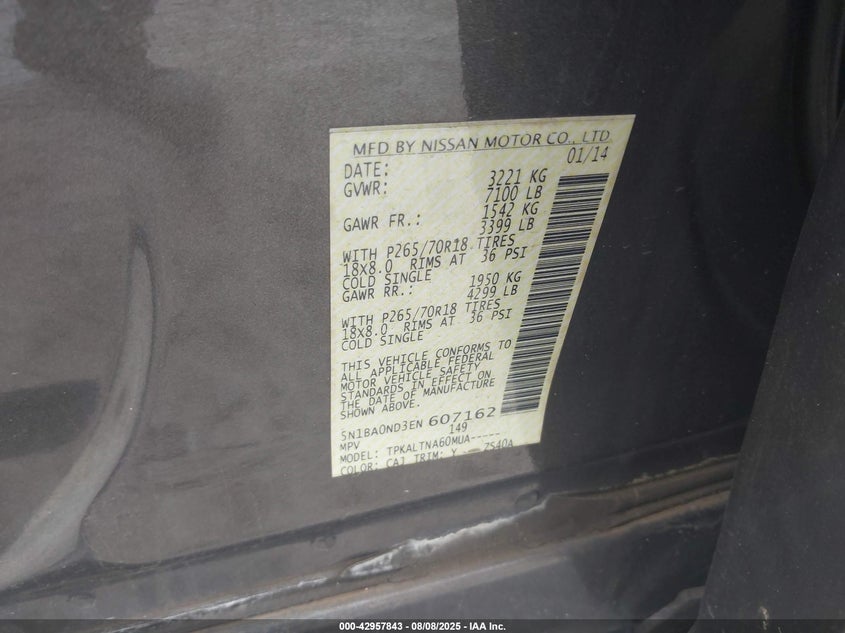 MFD BY NISSAN MOTOR CO., LTD.
DATE: 01/14
GVWR: 3221 KG
7100 LB
GAWR FR.: 1542 KG
3399 LB
WITH P265/70R18 TIRES
18X8.0 RIMS AT 36 PSI
COLD SINGLE
GAWR RR.: 1950 KG
4299 LB
WITH P265/70R18 TIRES
18X8.0 RIMS AT 36 PSI
COLD SINGLE
THIS VEHICLE CONFORMS TO
ALL APPLICABLE FEDERAL
MOTOR VEHICLE SAFETY
STANDARDS IN EFFECT ON
THE DATE OF MANUFACTURE
SHOWN ABOVE.
5N1BA0ND3EN 607162
MPV 149
MODEL: TPKALTNA60MUA-----
COLOR: CAJ TRIM: Y -- ZS40A
000-42957843 - 08/08/2025 - IAA Inc.